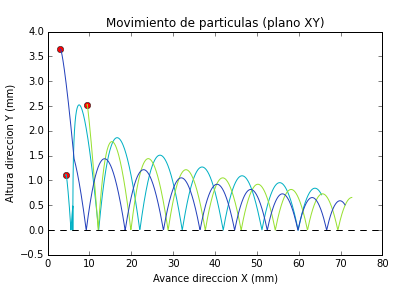 Movimiento de particulas (plano XY)
Altura direccion Y (mm)
4.0
3.5
3.0
2.5
2.0
1.5
1.0
0.5
0.0
−0.5
0 10 20 30 40 50 60 70 80
Avance direccion X (mm)